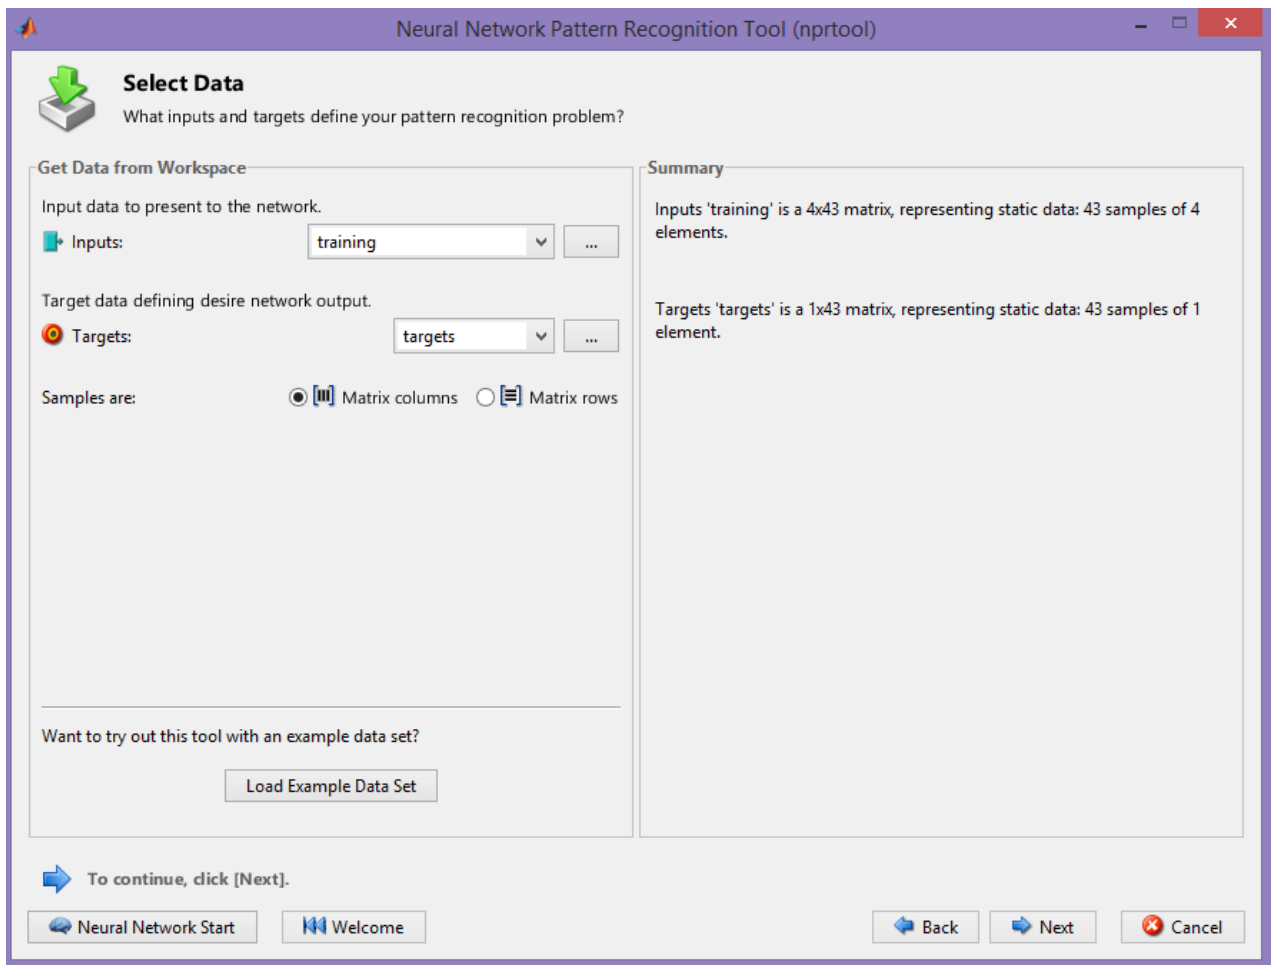 Neural Network Pattern Recognition Tool (nprtool)
Select Data
What inputs and targets define your pattern recognition problem?
Get Data from Workspace
Input data to present to the network.
Inputs:
training
...
Target data defining desire network output.
Targets:
targets
...
Samples are:
Matrix columns
Matrix rows
Want to try out this tool with an example data set?
Load Example Data Set
Summary
Inputs 'training' is a 4x43 matrix, representing static data: 43 samples of 4
elements.
Targets 'targets' is a 1x43 matrix, representing static data: 43 samples of 1
element.
To continue, click [Next].
Neural Network Start
Welcome
Back
Next
Cancel